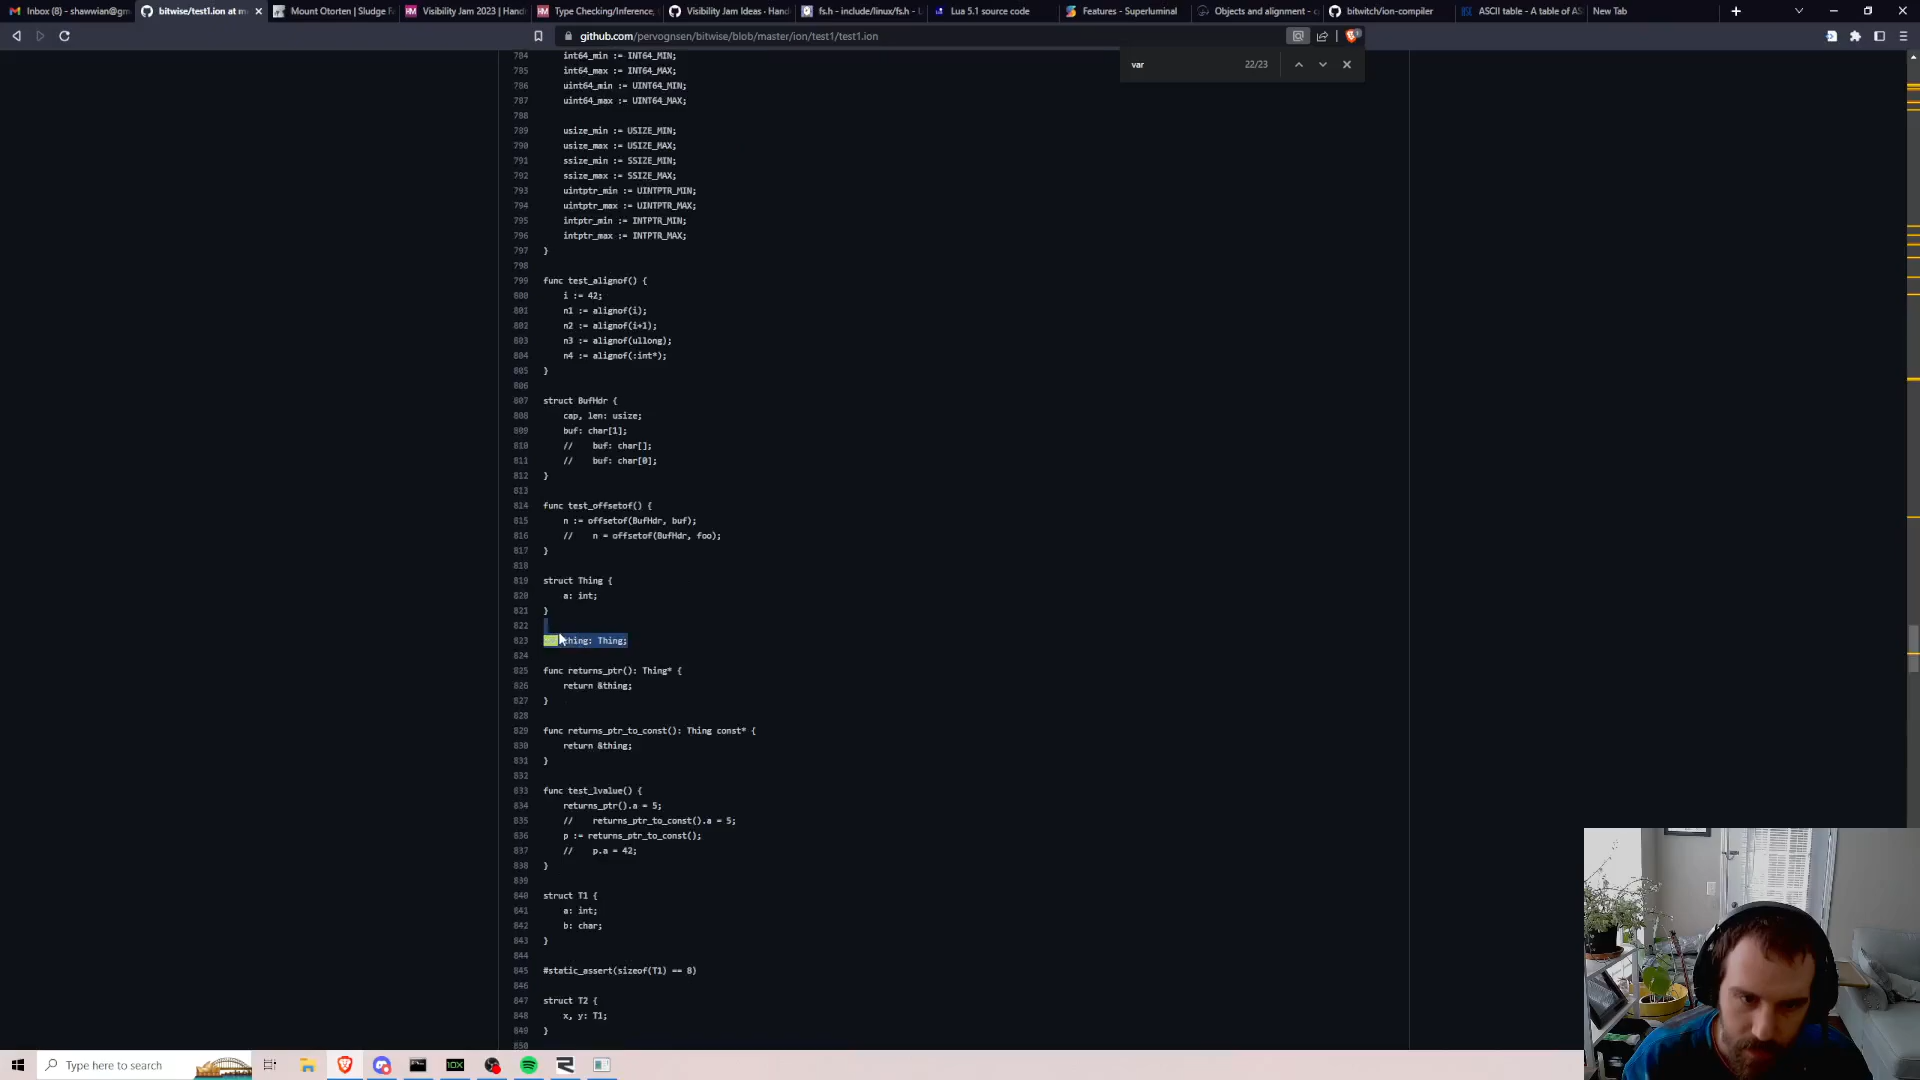 Inbox (8) - shawwian@gm
bitwise/test1.ion at m
Mount Otorten | Sludge F
Visibility Jam 2023 | Hand
Type Checking/Inference,
Visibility Jam Ideas · Hand
fs.h - include/linux/fs.h - L
Lua 5.1 source code
Features - Superluminal
Objects and alignment - c
bitwitch/ion-compiler
ASCII table - A table of AS
New Tab
github.com/pervognsen/bitwise/blob/master/ion/test1/test1.ion
var 22/23
784 int64_min := INT64_MIN;
785 int64_max := INT64_MAX;
786 uint64_min := UINT64_MIN;
787 uint64_max := UINT64_MAX;
788
789 usize_min := USIZE_MIN;
790 usize_max := USIZE_MAX;
791 ssize_min := SSIZE_MIN;
792 ssize_max := SSIZE_MAX;
793 uintptr_min := UINTPTR_MIN;
794 uintptr_max := UINTPTR_MAX;
795 intptr_min := INTPTR_MIN;
796 intptr_max := INTPTR_MAX;
797 }
798
799 func test_alignof() {
800 i := 42;
801 n1 := alignof(i);
802 n2 := alignof(i+1);
803 n3 := alignof(ullong);
804 n4 := alignof(:int*);
805 }
806
807 struct BufHdr {
808 cap, len: usize;
809 buf: char[1];
810 // buf: char[];
811 // buf: char[0];
812 }
813
814 func test_offsetof() {
815 n := offsetof(BufHdr, buf);
816 // n = offsetof(BufHdr, foo);
817 }
818
819 struct Thing {
820 a: int;
821 }
822
823 thing: Thing;
824
825 func returns_ptr(): Thing* {
826 return &thing;
827 }
828
829 func returns_ptr_to_const(): Thing const* {
830 return &thing;
831 }
832
833 func test_lvalue() {
834 returns_ptr().a = 5;
835 // returns_ptr_to_const().a = 5;
836 p := returns_ptr_to_const();
837 // p.a = 42;
838 }
839
840 struct T1 {
841 a: int;
842 b: char;
843 }
844
845 #static_assert(sizeof(T1) == 8)
846
847 struct T2 {
848 x, y: T1;
849 }
850
Type here to search
10X